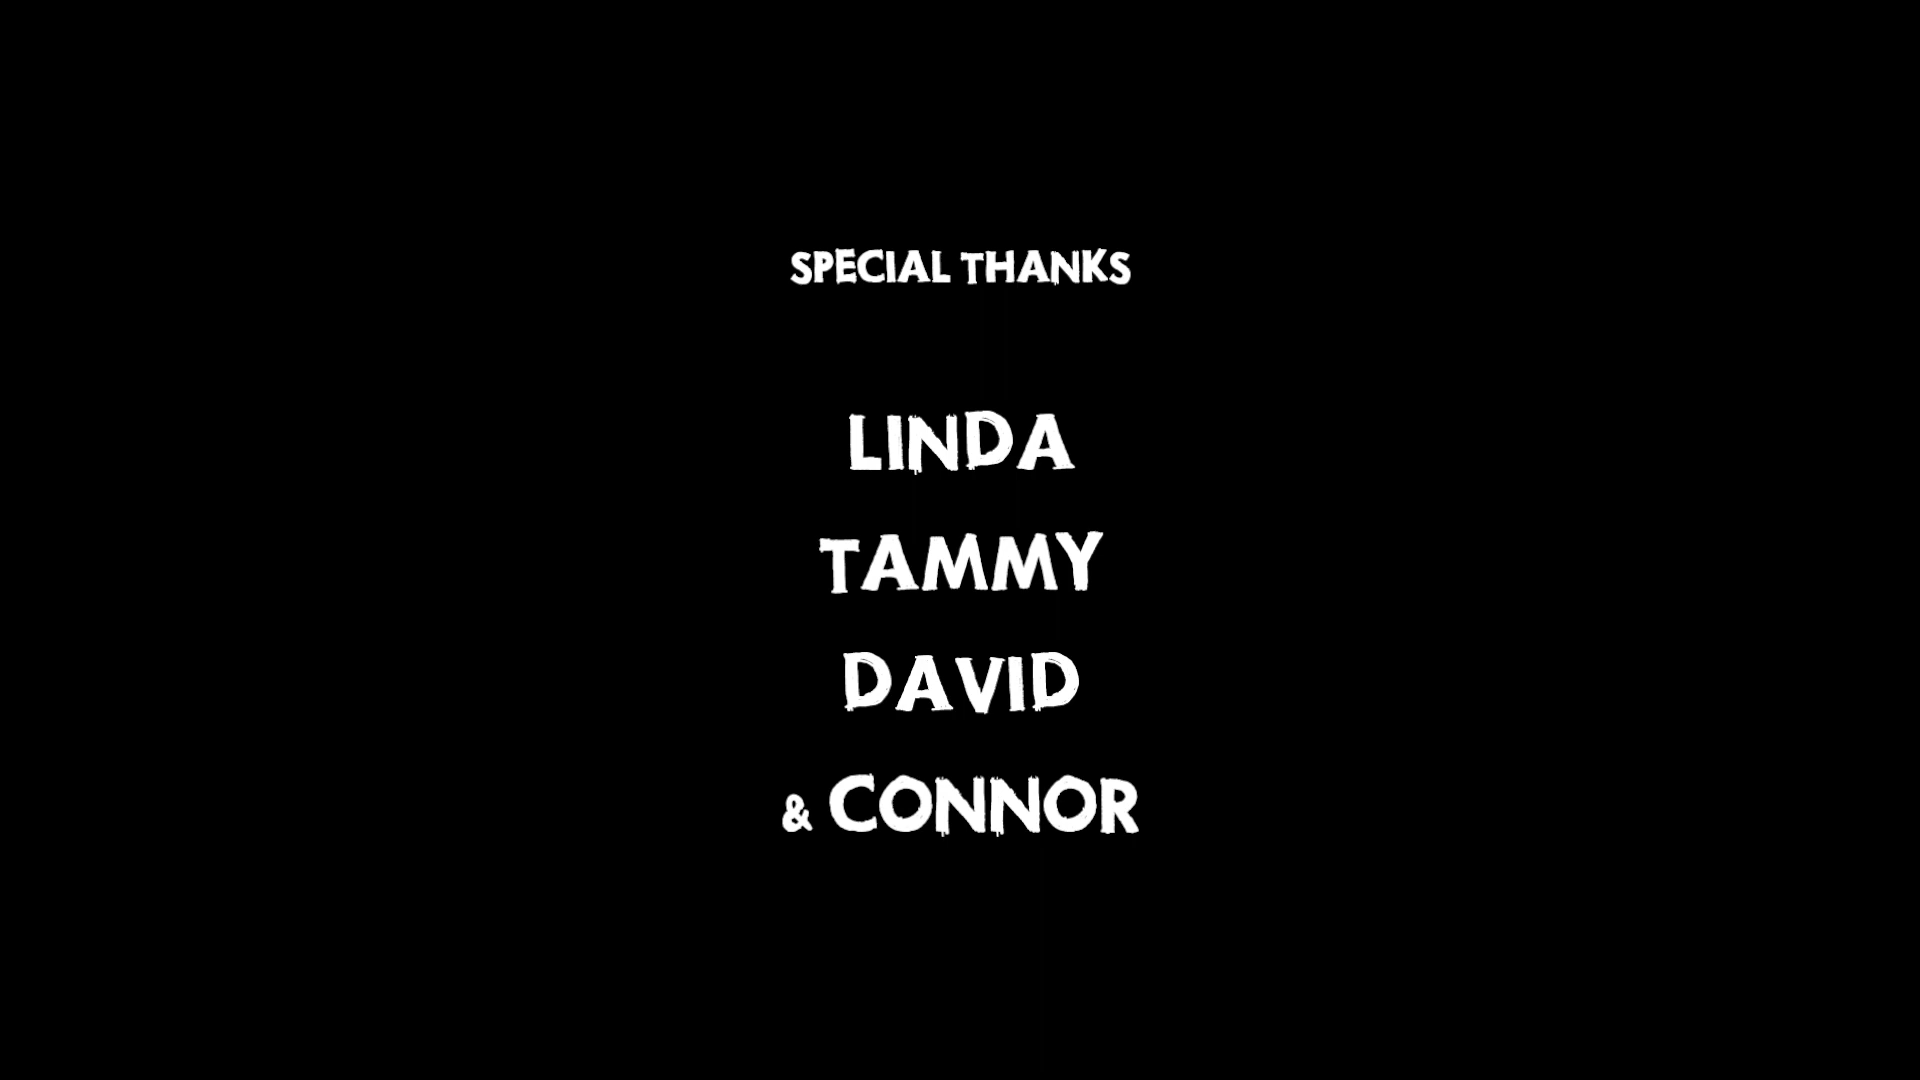 SPECIAL THANKS
LINDA
TAMMY
DAVID
& CONNOR